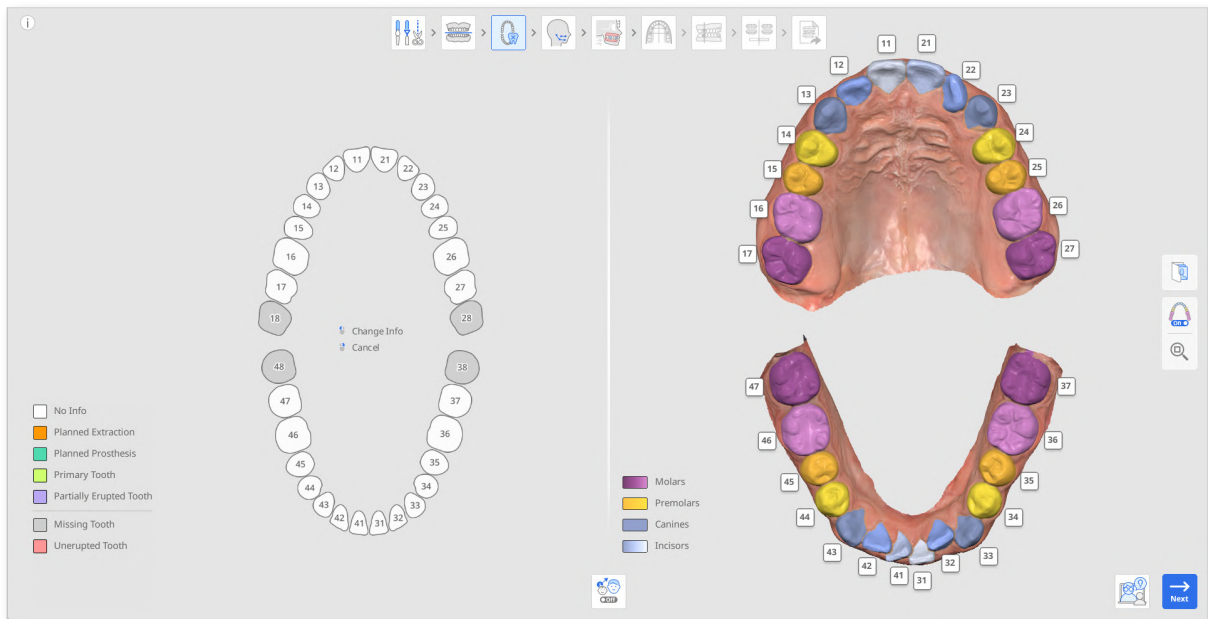 i
11 21
12 22
13 23
14 24
15 25
16 26
17 27
18 28
Change Info
Cancel
48 38
47 37
46 36
45 35
44 34
43 33
42 41 31 32
No Info
Planned Extraction
Planned Prosthesis
Primary Tooth
Partially Erupted Tooth
Missing Tooth
Unerupted Tooth
Off
11 21
12 22
13 23
14 24
15 25
16 26
17 27
47 37
46 36
45 35
44 34
43 33
42 32
41 31
Molars
Premolars
Canines
Incisors
On
Next